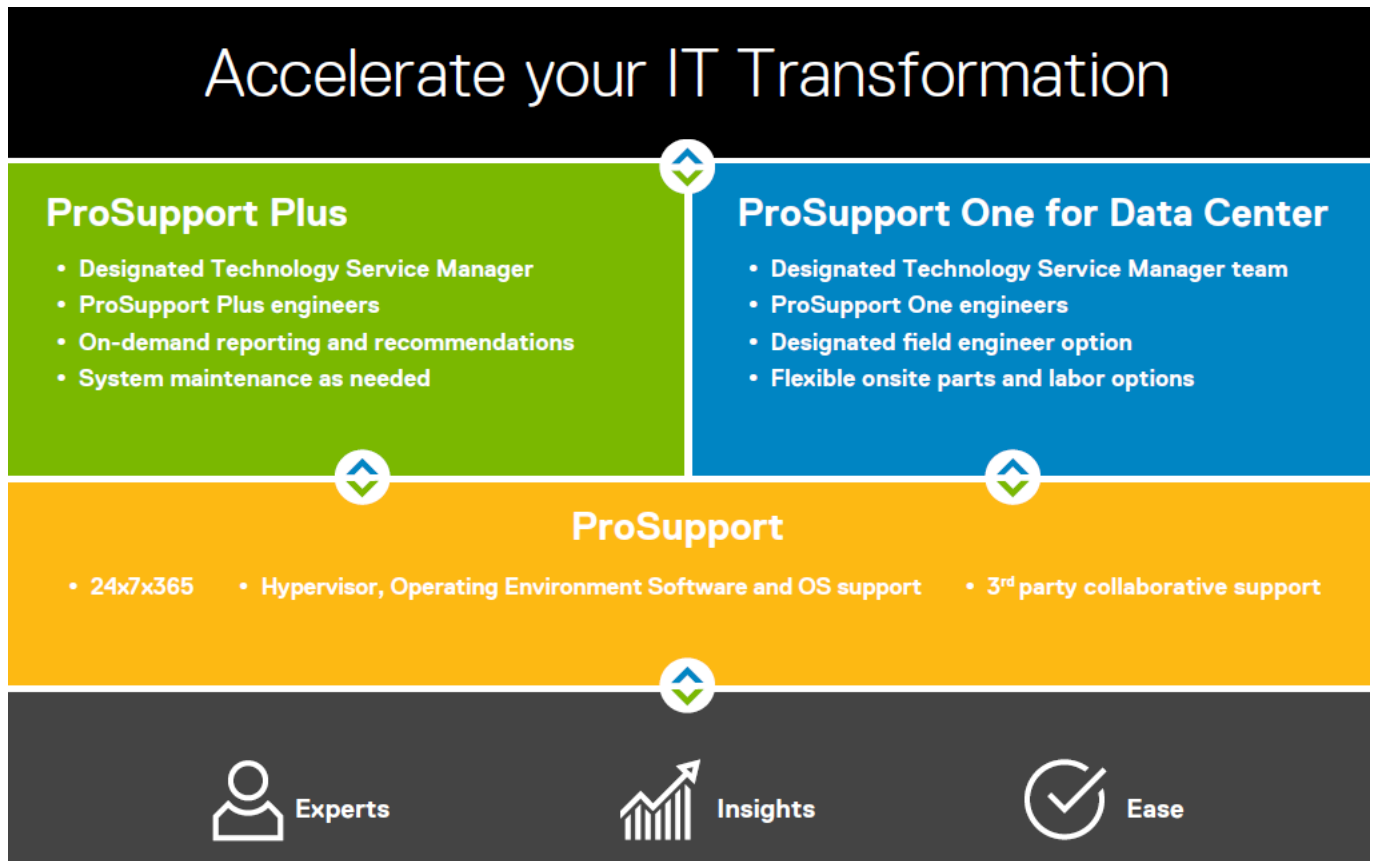 Accelerate your IT Transformation
ProSupport Plus
• Designated Technology Service Manager
• ProSupport Plus engineers
• On-demand reporting and recommendations
• System maintenance as needed
ProSupport One for Data Center
• Designated Technology Service Manager team
• ProSupport One engineers
• Designated field engineer option
• Flexible onsite parts and labor options
ProSupport
• 24x7x365 • Hypervisor, Operating Environment Software and OS support • 3rd party collaborative support
Experts Insights Ease